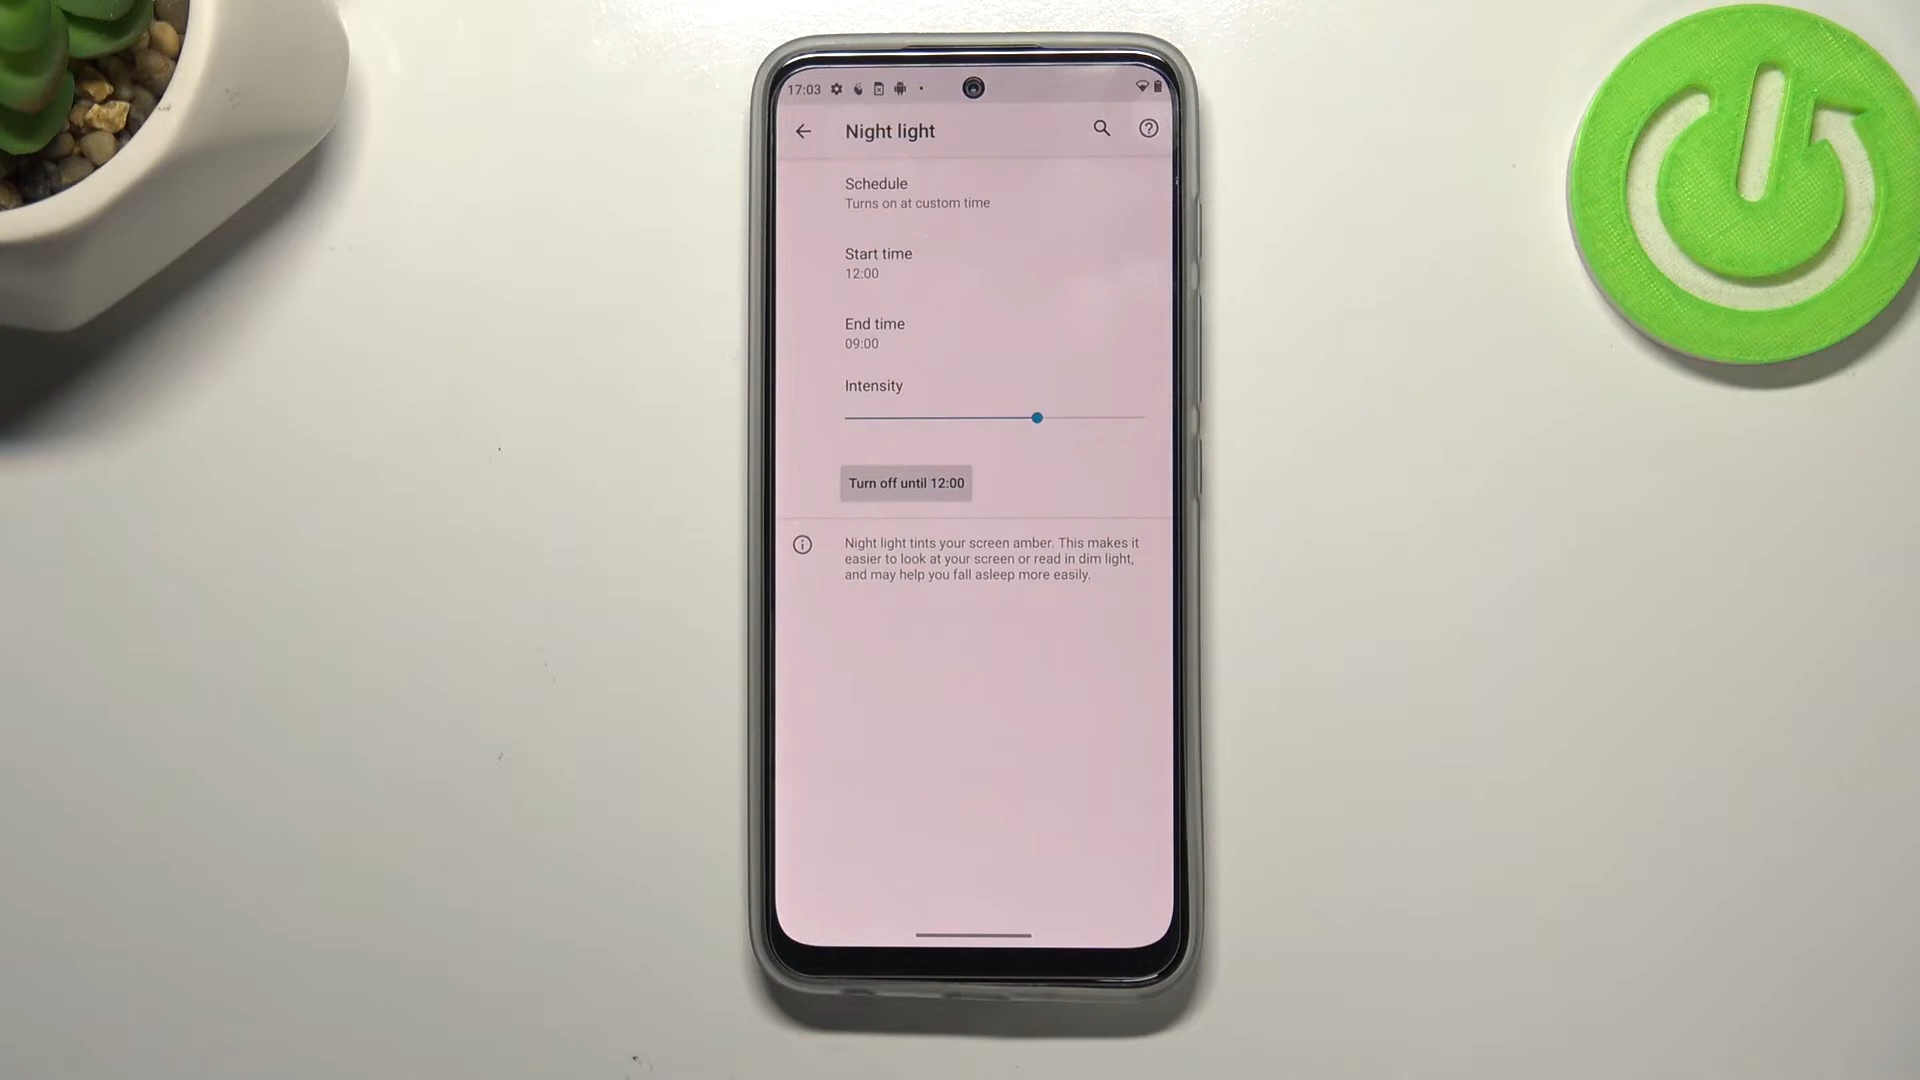 17:03
Night light
Schedule
Turns on at custom time
Start time
12:00
End time
09:00
Intensity
Turn off until 12:00
Night light tints your screen amber. This makes it
easier to look at your screen or read in dim light,
and may help you fall asleep more easily.